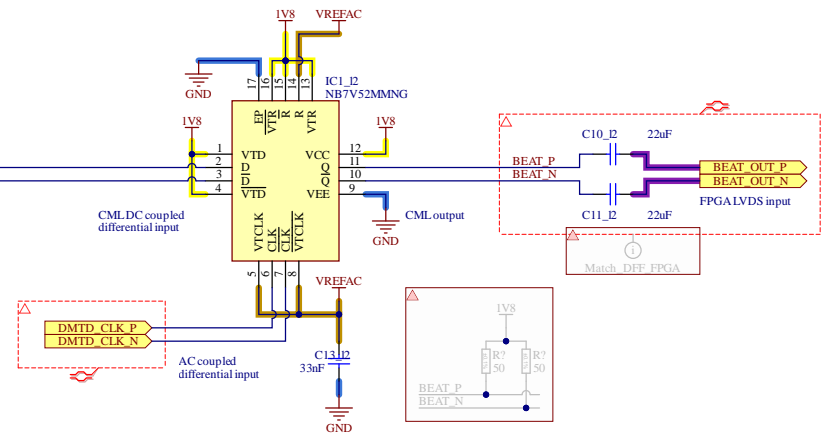 1V8
VREFAC
GND
17
16
15
14
13
IC1_I2
NB7V52MMNG
EP
VTR
R
R
VTR
1V8
1
2
3
4
VTD
D
D
VTD
VCC
Q
Q
VEE
12
11
10
9
1V8
GND
CML DC coupled
differential input
CML output
VTCLK
CLK
CLK
VTCLK
5
6
7
8
BEAT_P
BEAT_N
C10_I2
22uF
C11_I2
22uF
BEAT_OUT_P
BEAT_OUT_N
FPGA LVDS input
Match_DFF_FPGA
VREFAC
DMTD_CLK_P
DMTD_CLK_N
AC coupled
differential input
C13_I2
33nF
GND
1V8
R?
50
R?
50
BEAT_P
BEAT_N